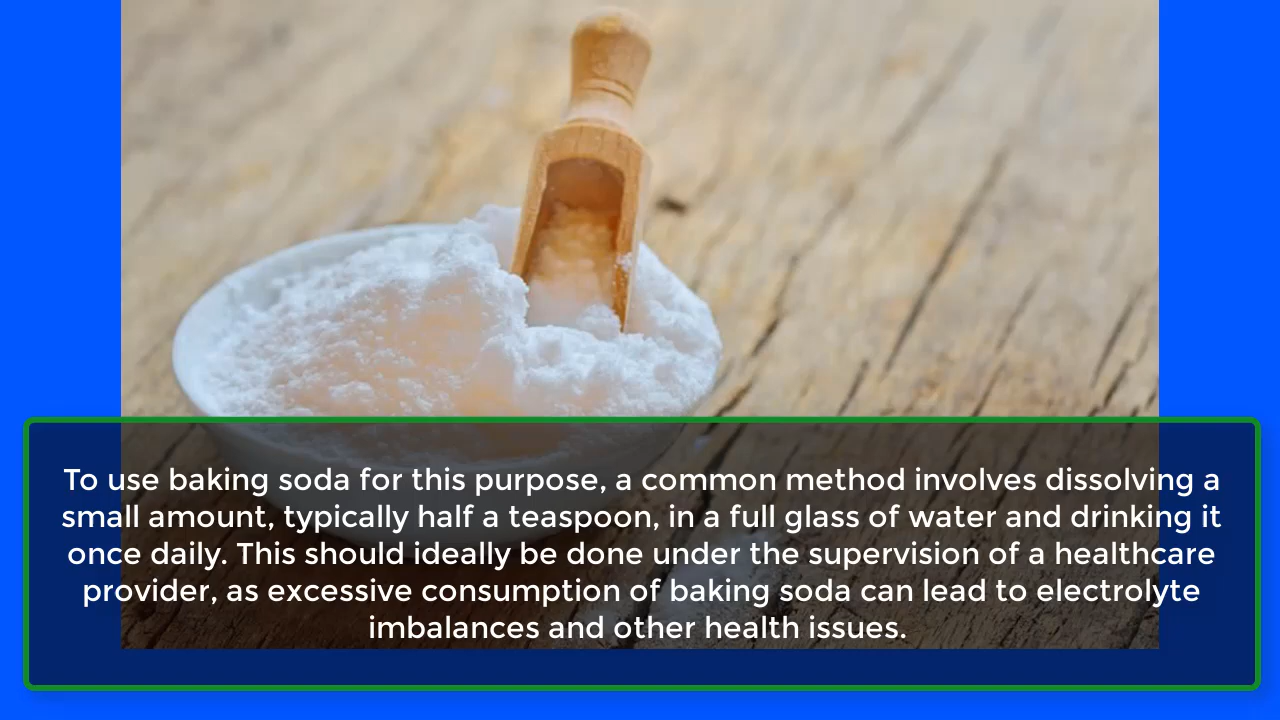 To use baking soda for this purpose, a common method involves dissolving a
small amount, typically half a teaspoon, in a full glass of water and drinking it
once daily. This should ideally be done under the supervision of a healthcare
provider, as excessive consumption of baking soda can lead to electrolyte
imbalances and other health issues.